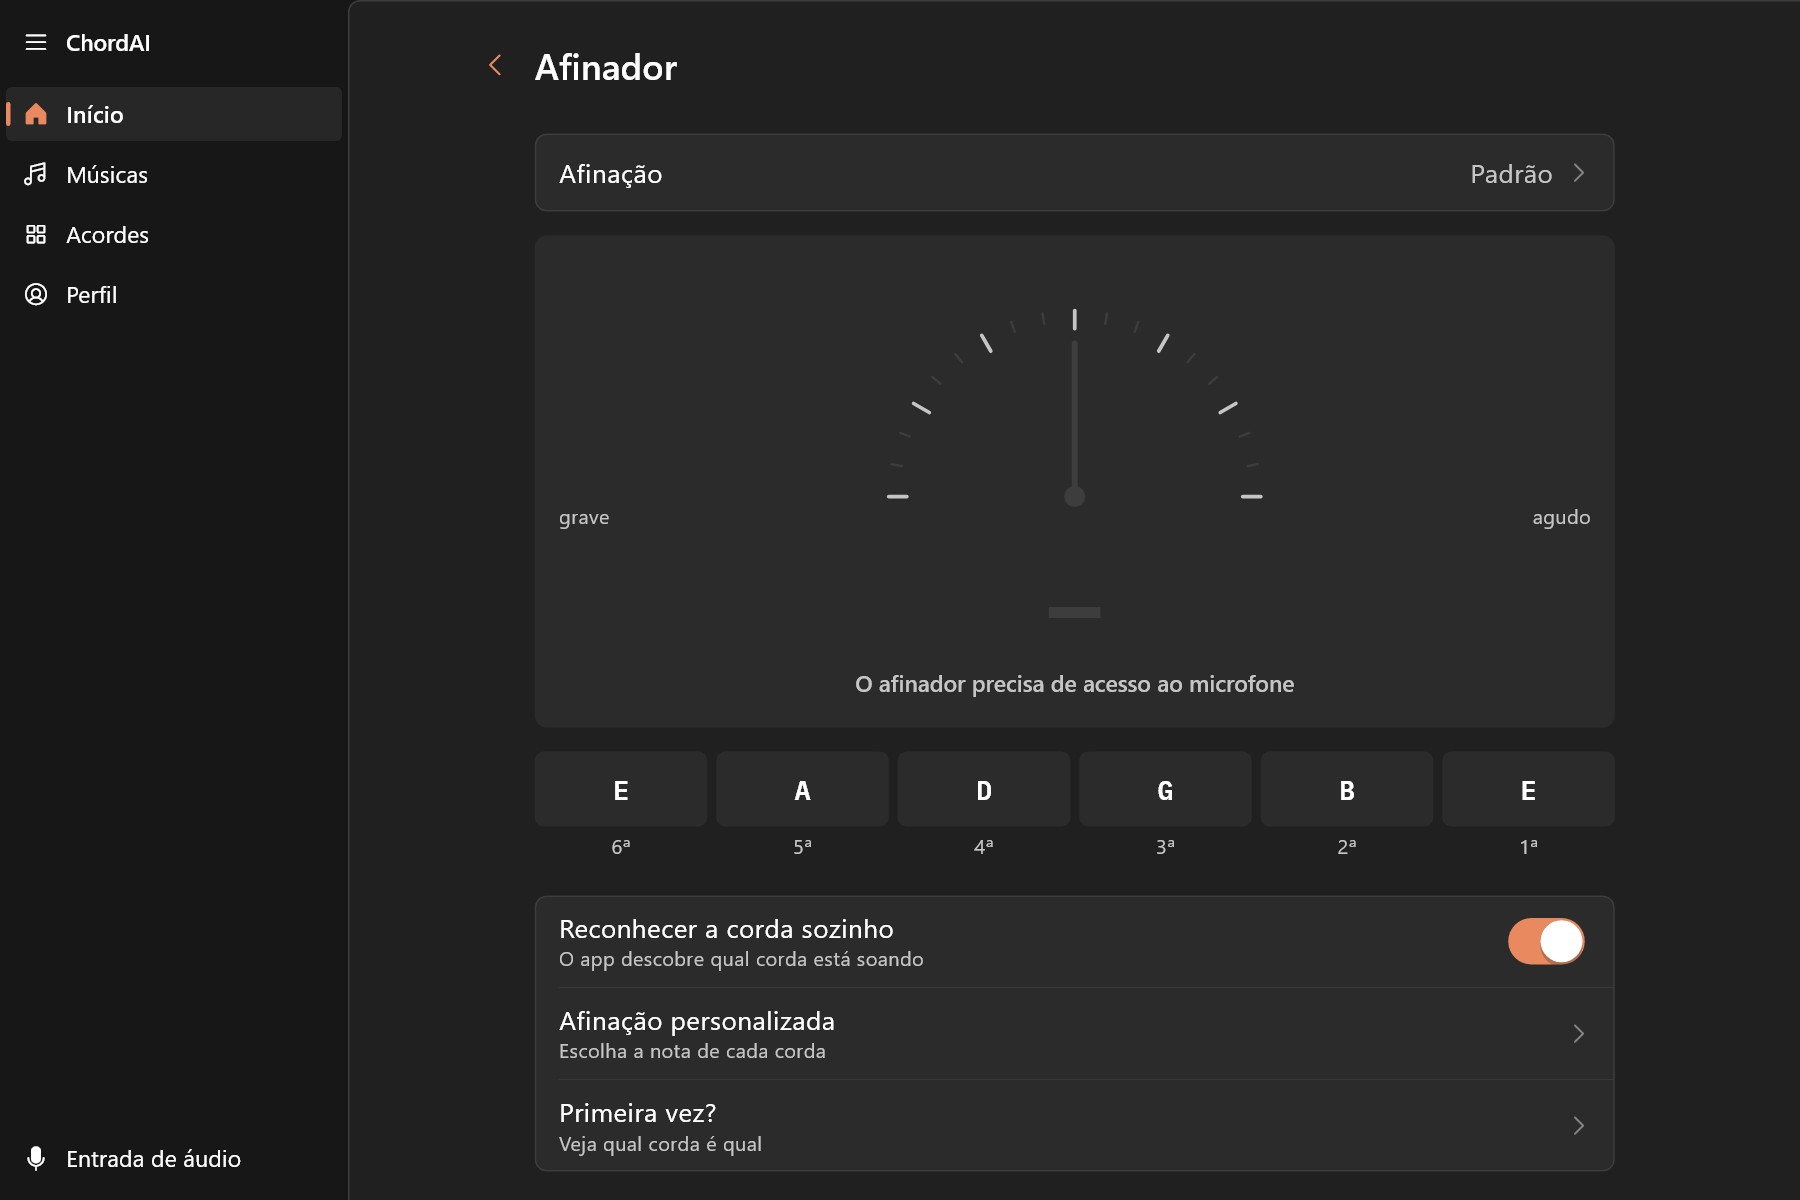 ChordAI
Início
Músicas
Acordes
Perfil
Entrada de áudio
Afinador
Afinação
Padrão
grave
agudo
O afinador precisa de acesso ao microfone
E
A
D
G
B
E
6ª
5ª
4ª
3ª
2ª
1ª
Reconhecer a corda sozinho
O app descobre qual corda está soando
Afinação personalizada
Escolha a nota de cada corda
Primeira vez?
Veja qual corda é qual